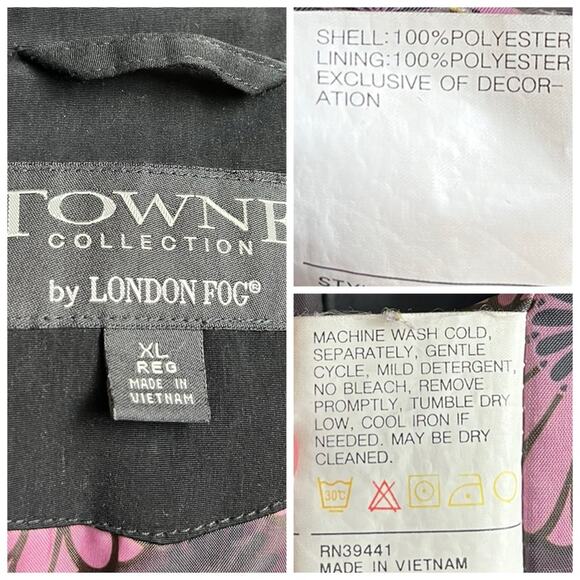 TOWNE
COLLECTION
by LONDON FOG®
XL
REG
MADE IN
VIETNAM
SHELL:100%POLYESTER
LINING:100%POLYESTER
EXCLUSIVE OF DECOR-
ATION
MACHINE WASH COLD,
SEPARATELY, GENTLE
CYCLE, MILD DETERGENT,
NO BLEACH, REMOVE
PROMPTLY, TUMBLE DRY
LOW, COOL IRON IF
NEEDED. MAY BE DRY
CLEANED.
30°C
RN39441
MADE IN VIETNAM